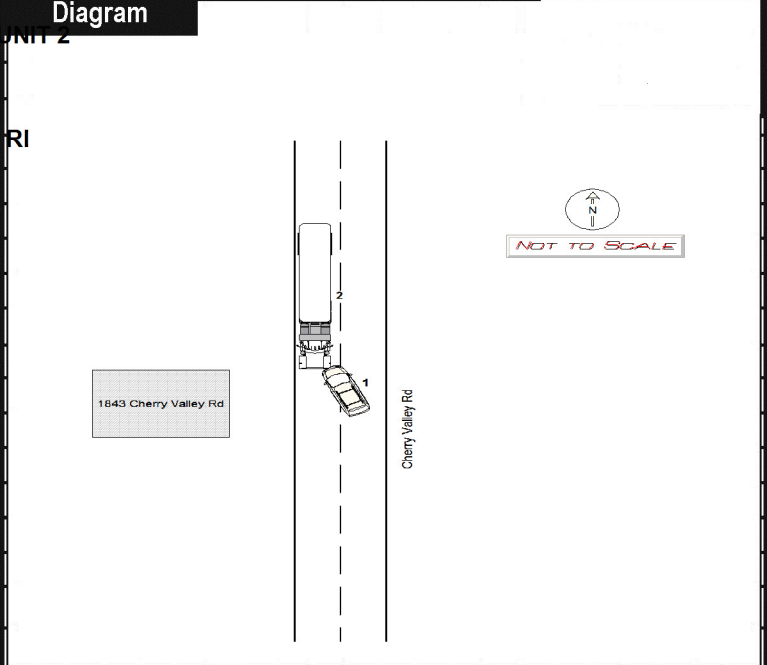 Diagram
UNIT 2
RI
N
NOT TO SCALE
2
1
1843 Cherry Valley Rd
Cherry Valley Rd